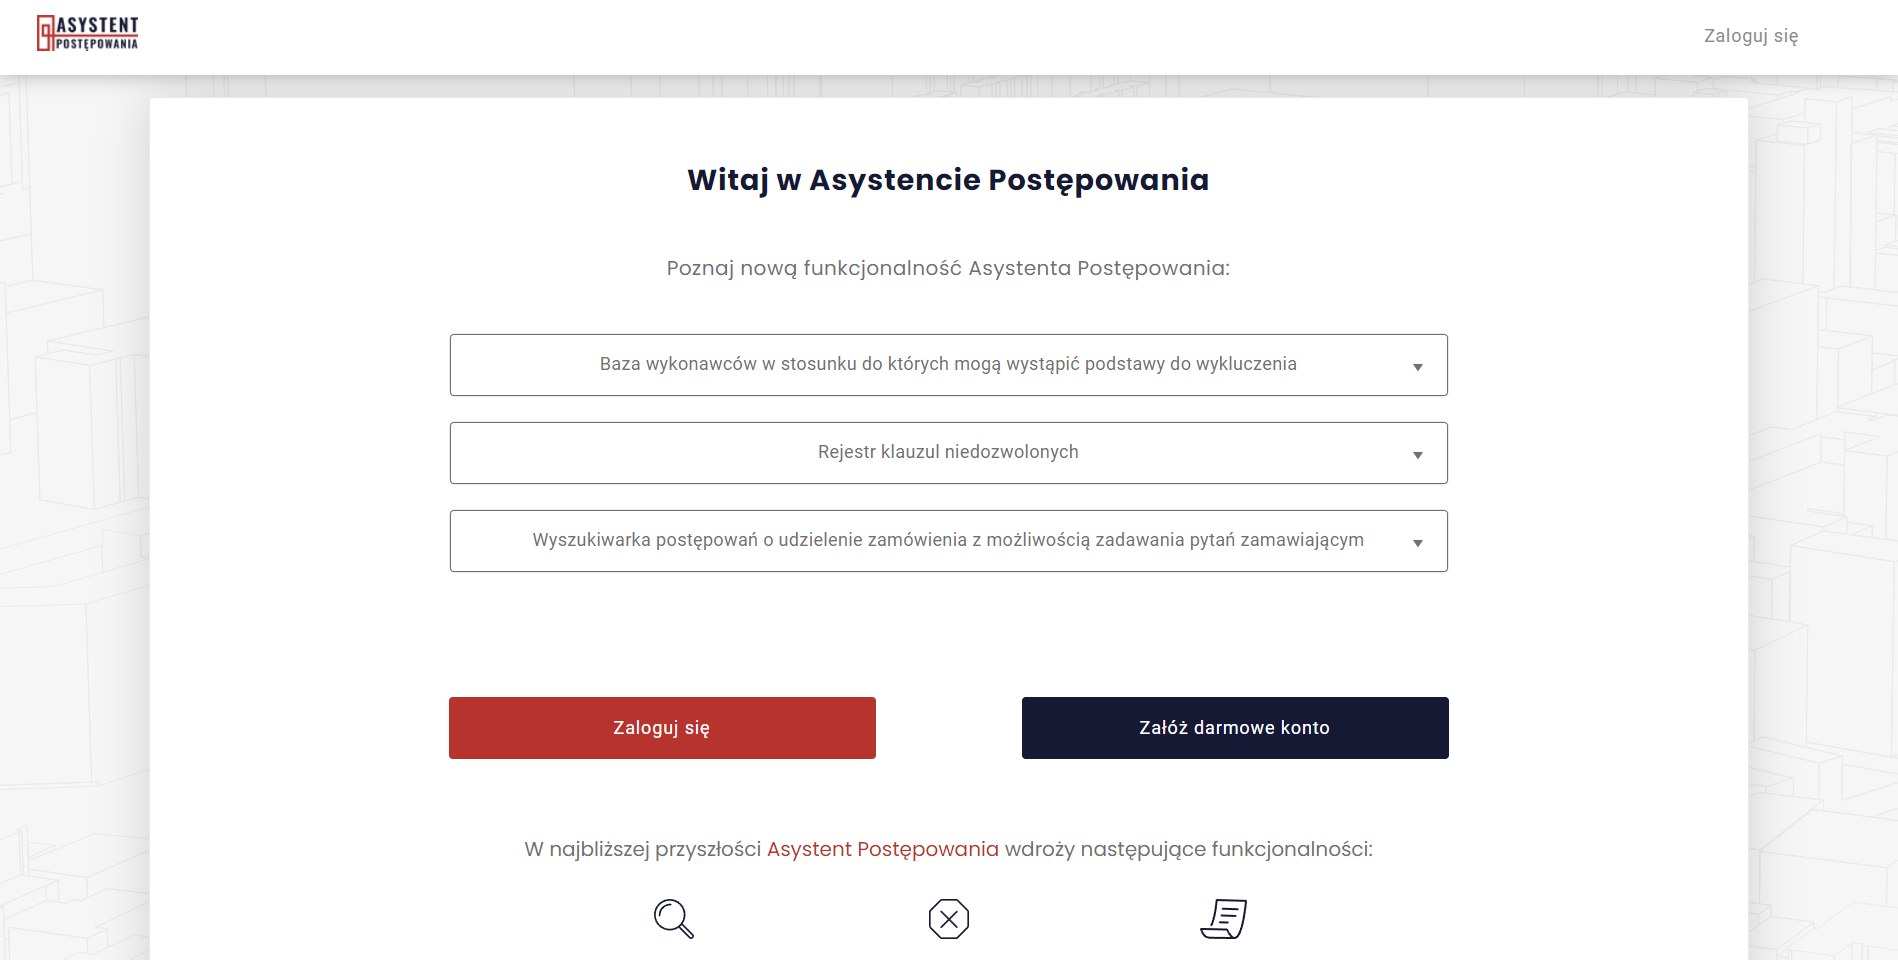 ASYSTENT
POSTĘPOWANIA
Zaloguj się
Witaj w Asystencie Postępowania
Poznaj nową funkcjonalność Asystenta Postępowania:
Baza wykonawców w stosunku do których mogą wystąpić podstawy do wykluczenia
Rejestr klauzul niedozwolonych
Wyszukiwarka postępowań o udzielenie zamówienia z możliwością zadawania pytań zamawiającym
Zaloguj się
Załóż darmowe konto
W najbliższej przyszłości Asystent Postępowania wdroży następujące funkcjonalności: